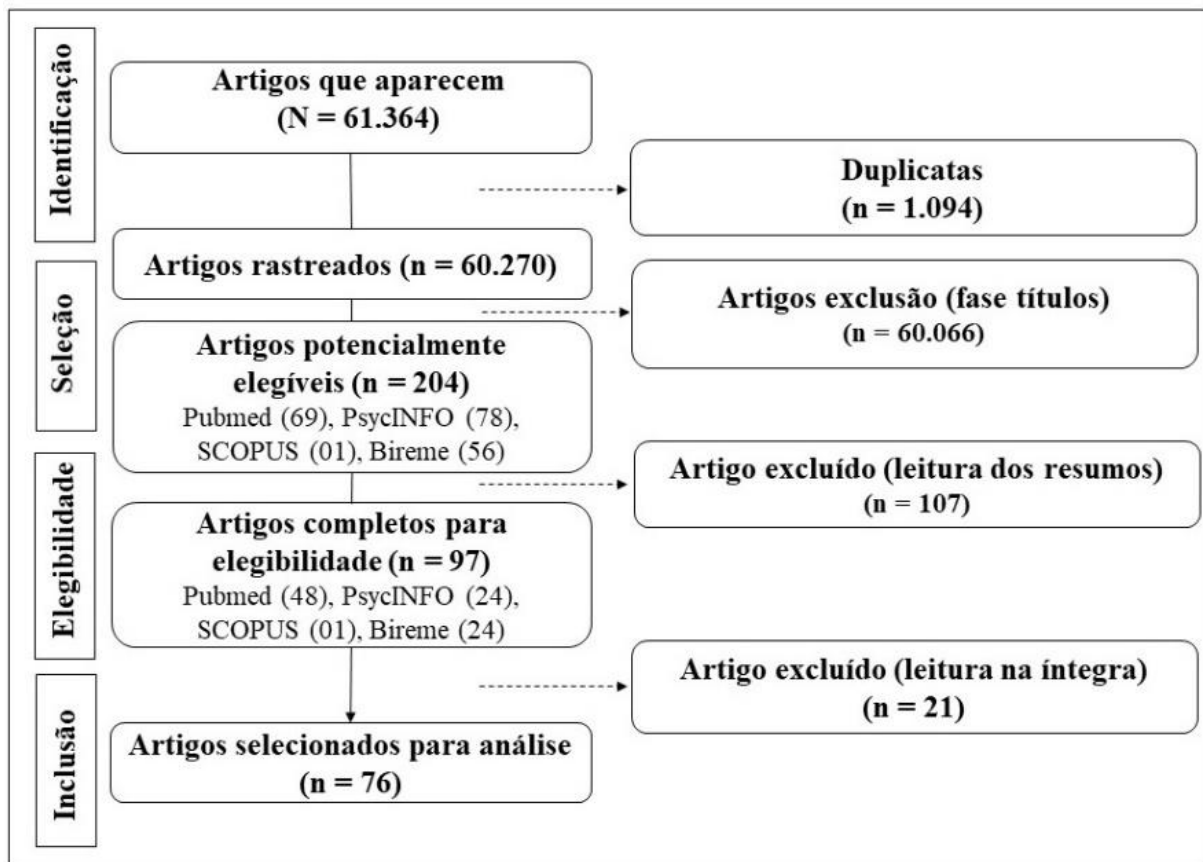 Identificação
Artigos que aparecem
(N = 61.364)
Duplicatas
(n = 1.094)
Artigos rastreados (n = 60.270)
Seleção
Artigos exclusão (fase títulos)
(n = 60.066)
Artigos potencialmente
elegíveis (n = 204)
Pubmed (69), PsycINFO (78),
SCOPUS (01), Bireme (56)
Elegibilidade
Artigo excluído (leitura dos resumos)
(n = 107)
Artigos completos para
elegibilidade (n = 97)
Pubmed (48), PsycINFO (24),
SCOPUS (01), Bireme (24)
Artigo excluído (leitura na íntegra)
(n = 21)
Inclusão
Artigos selecionados para análise
(n = 76)